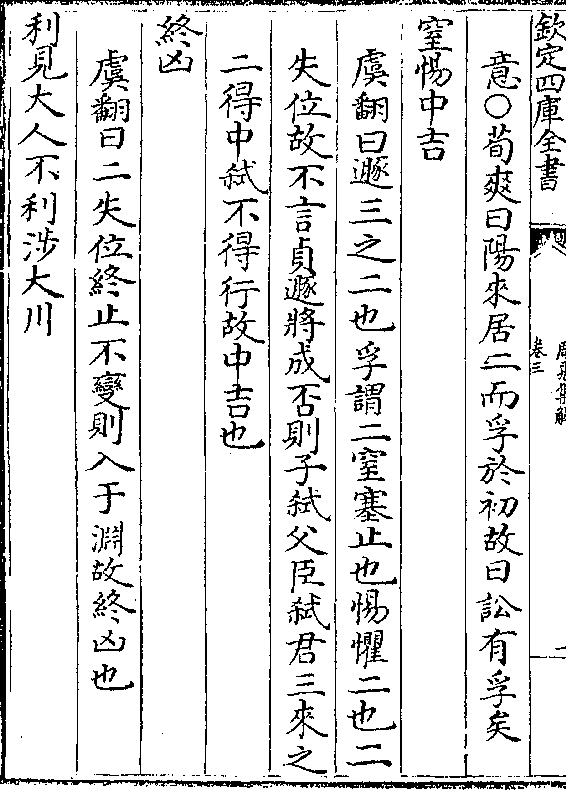 欽定四庫全書
周易集解
卷三
二
意〇荀爽曰陽來居二而孚於初故曰訟有孚矣
窒惕中吉
虞翻曰遯三之二也孚謂二窒塞止也惕懼二也二
失位故不言貞遯將成否則子弑父臣弑君三來之
二得中弑不得行故中吉也
終凶
虞翻曰二失位終止不變則入于淵故終凶也
利見大人不利涉大川